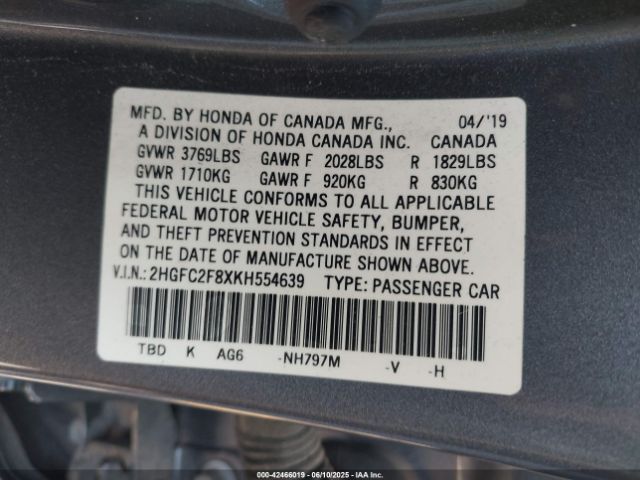 MFD. BY HONDA OF CANADA MFG., 04/'19
A DIVISION OF HONDA CANADA INC. CANADA
GVWR 3769LBS GAWR F 2028LBS R 1829LBS
GVWR 1710KG GAWR F 920KG R 830KG
THIS VEHICLE CONFORMS TO ALL APPLICABLE
FEDERAL MOTOR VEHICLE SAFETY, BUMPER,
AND THEFT PREVENTION STANDARDS IN EFFECT
ON THE DATE OF MANUFACTURE SHOWN ABOVE.
V.I.N.: 2HGFC2F8XKH554639 TYPE: PASSENGER CAR
TBD K AG6 -NH797M -V -H
000-42466019 | 06/10/2025 | © IAA Inc.